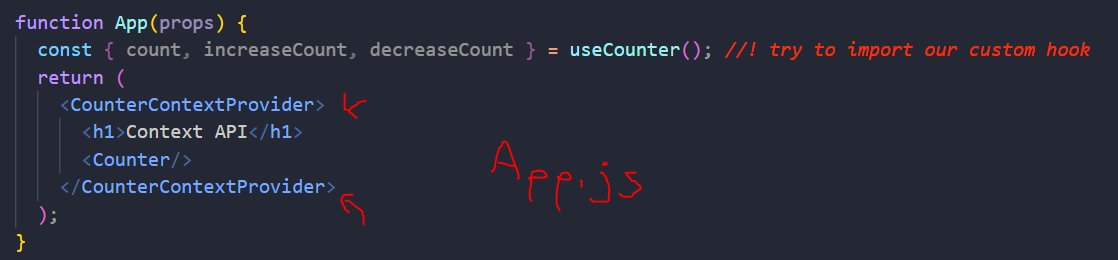 function App(props) {
const { count, increaseCount, decreaseCount } = useCounter(); //! try to import our custom hook
return (
<CounterContextProvider>
<h1>Context API</h1>
<Counter/>
</CounterContextProvider>
App.js
);
}